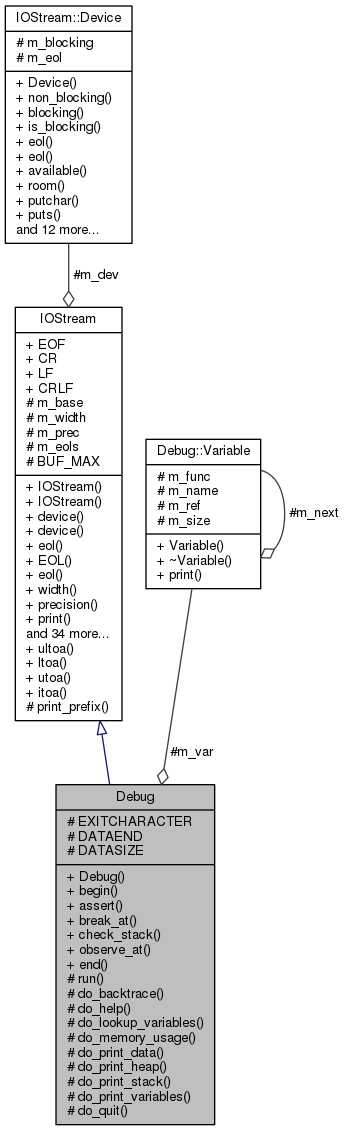 IOStream::Device
# m_blocking
# m_eol
+ Device()
+ non_blocking()
+ blocking()
+ is_blocking()
+ eol()
+ eol()
+ available()
+ room()
+ putchar()
+ puts()
and 12 more...
#m_dev
IOStream
+ EOF
+ CR
+ LF
+ CRLF
# m_base
# m_width
# m_prec
# m_eols
# BUF_MAX
+ IOStream()
+ IOStream()
+ device()
+ device()
+ eol()
+ EOL()
+ eol()
+ width()
+ precision()
+ print()
and 34 more...
+ ultoa()
+ ltoa()
+ utoa()
+ itoa()
# print_prefix()
Debug::Variable
# m_func
# m_name
# m_ref
# m_size
+ Variable()
+ ~Variable()
+ print()
#m_next
#m_var
Debug
# EXITCHARACTER
# DATAEND
# DATASIZE
+ Debug()
+ begin()
+ assert()
+ break_at()
+ check_stack()
+ observe_at()
+ end()
# run()
# do_backtrace()
# do_help()
# do_lookup_variables()
# do_memory_usage()
# do_print_data()
# do_print_heap()
# do_print_stack()
# do_print_variables()
# do_quit()